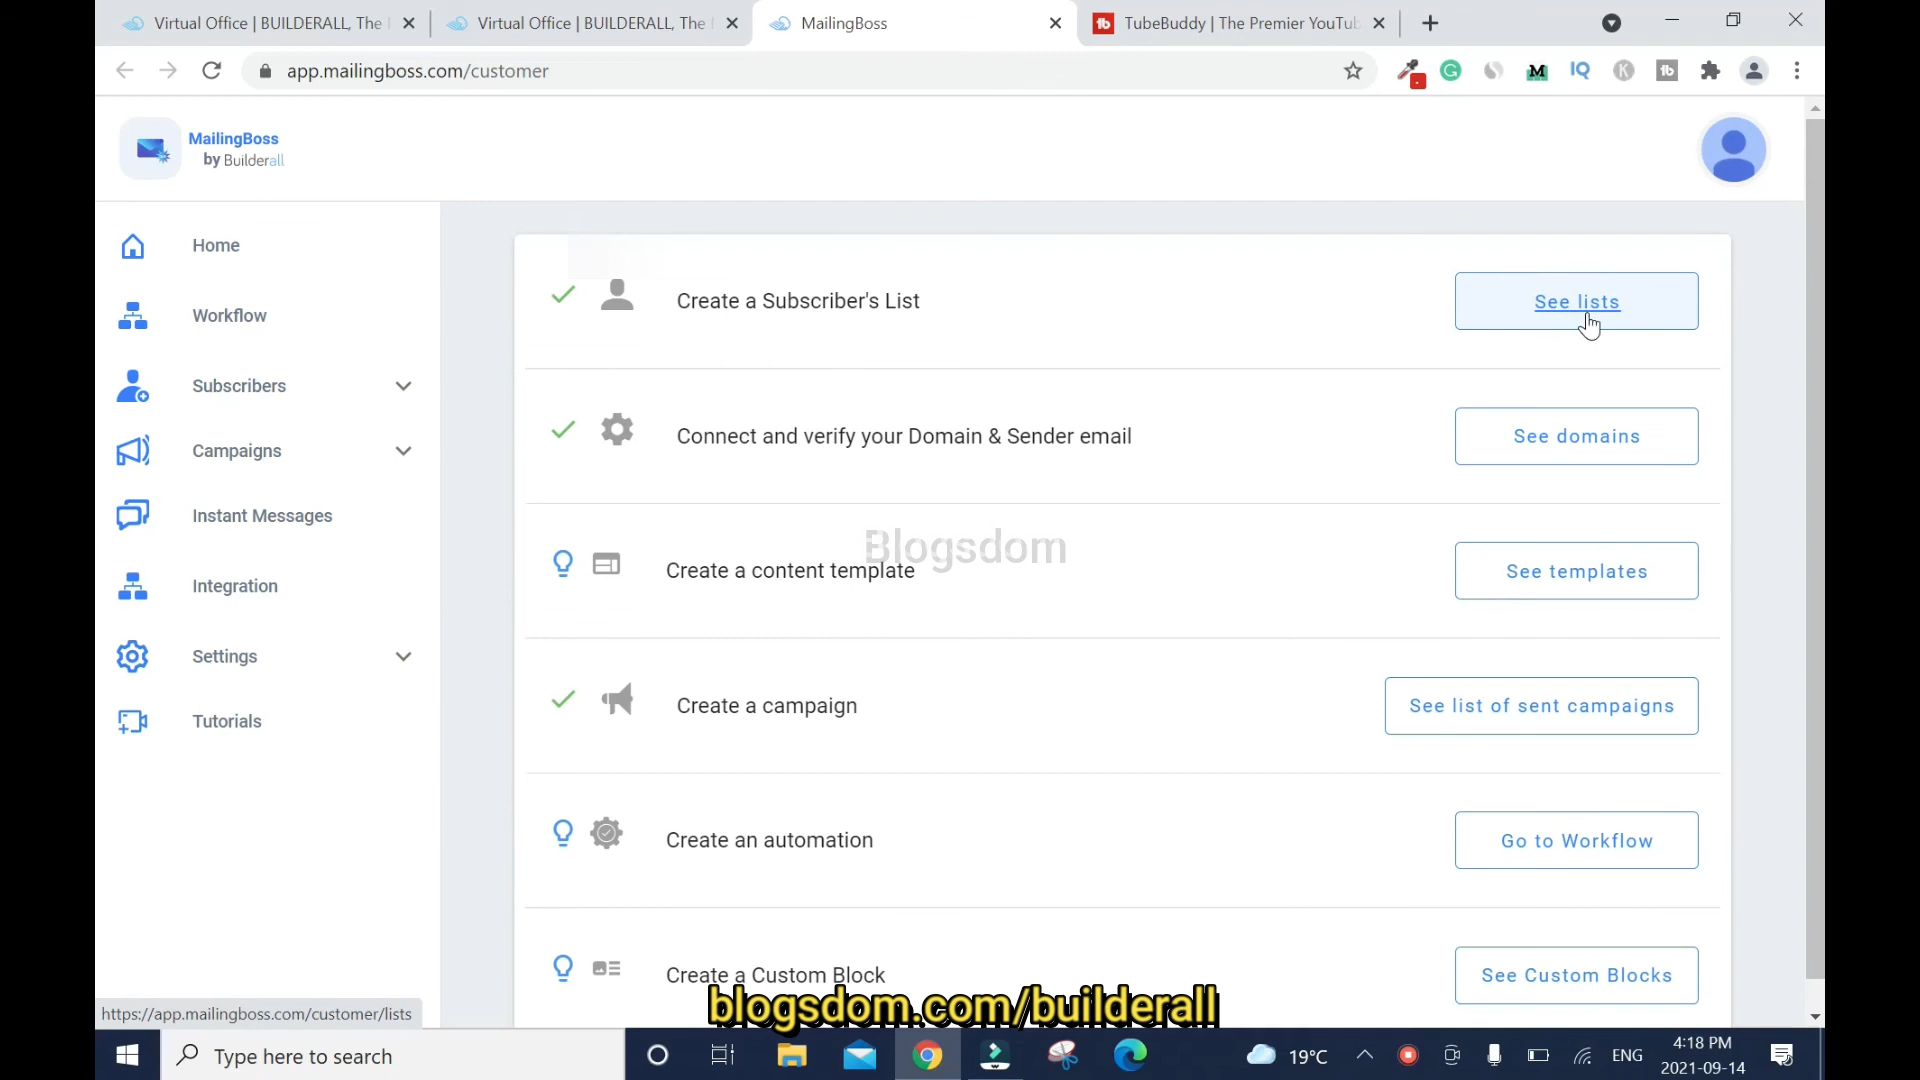 Virtual Office | BUILDERALL, The
Virtual Office | BUILDERALL, The
MailingBoss
TubeBuddy | The Premier YouTub
app.mailingboss.com/customer
MailingBoss
by Builderall
Home
Workflow
Subscribers
Campaigns
Instant Messages
Integration
Settings
Tutorials
Create a Subscriber's List
See lists
Connect and verify your Domain & Sender email
See domains
Blogsdom
Create a content template
See templates
Create a campaign
See list of sent campaigns
Create an automation
Go to Workflow
Create a Custom Block
See Custom Blocks
blogsdom.com/builderall
https://app.mailingboss.com/customer/lists
Type here to search
19°C
ENG
4:18 PM
2021-09-14